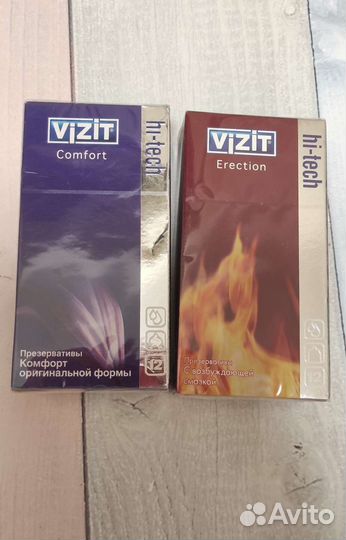 VIZIT
Comfort
hi-tech
Презервативы
Комфорт
оригинальной формы
12
VIZIT
Erection
hi-tech
Презервативы
С возбуждающей
смазкой
Avito